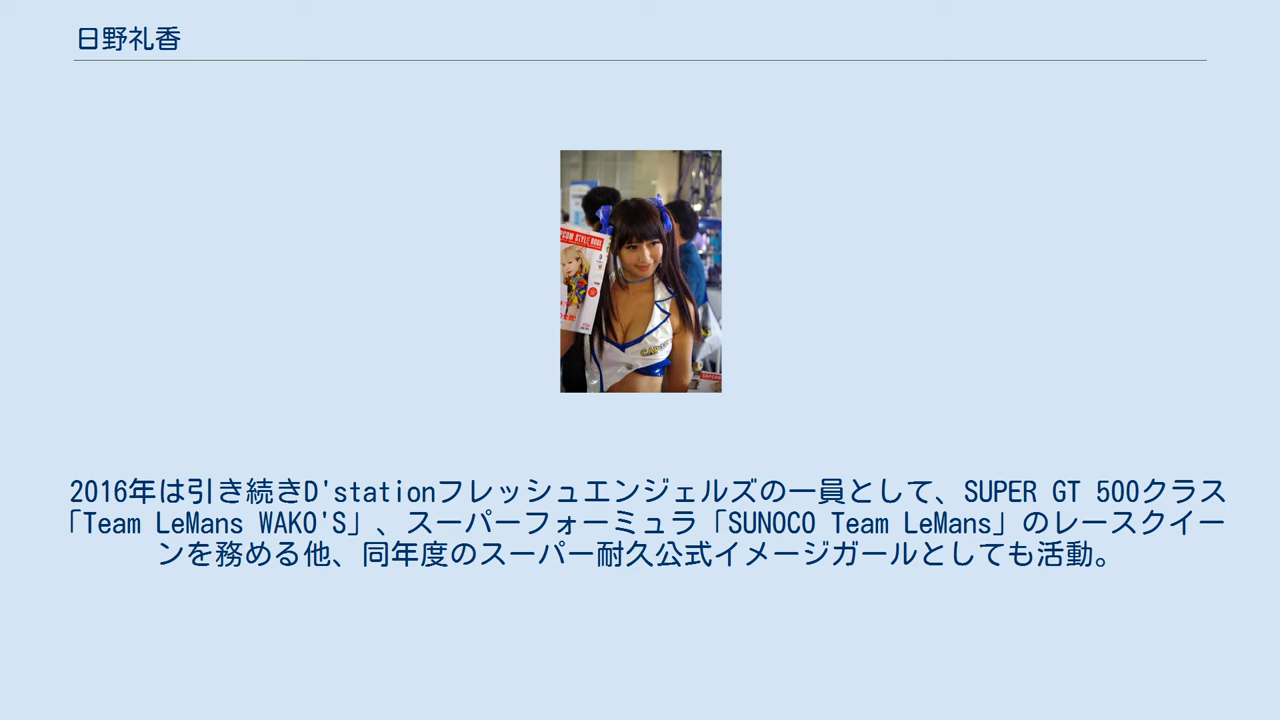 日野礼香
PCOM STYLE BOOK
CAP
CAPCOM
2016年は引き続きD'stationフレッシュエンジェルズの一員として、SUPER GT 500クラス
「Team LeMans WAKO'S」、スーパーフォーミュラ「SUNOCO Team LeMans」のレースクイー
ンを務める他、同年度のスーパー耐久公式イメージガールとしても活動。